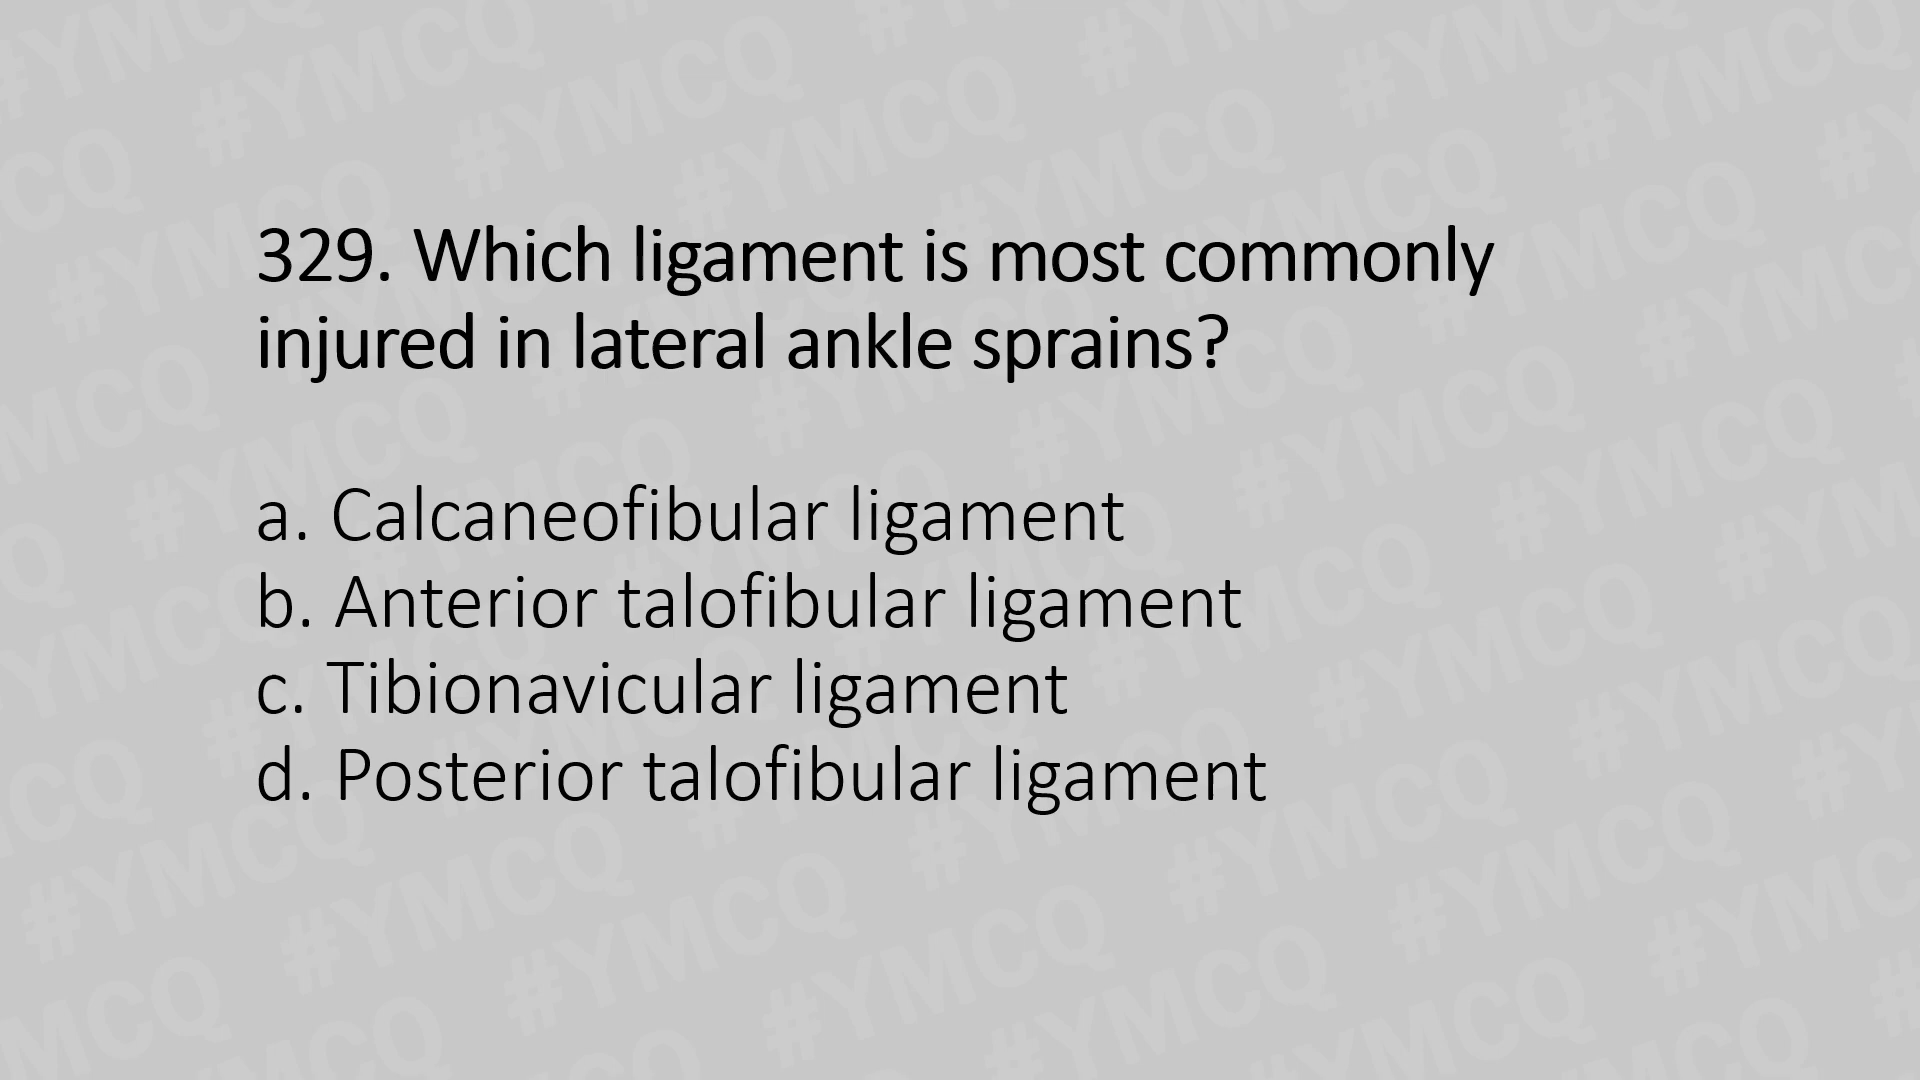 329. Which ligament is most commonly
injured in lateral ankle sprains?
a. Calcaneofibular ligament
b. Anterior talofibular ligament
c. Tibionavicular ligament
d. Posterior talofibular ligament
#YMCQ